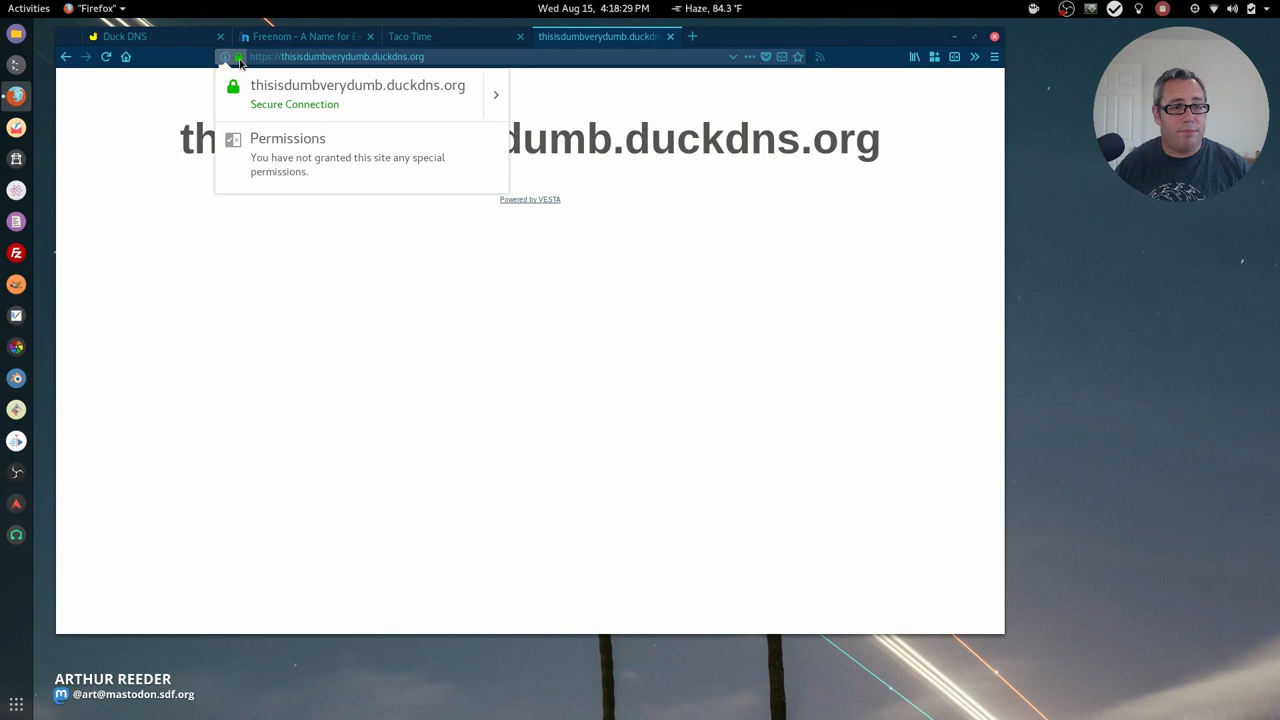 Activities
"Firefox"
Wed Aug 15, 4:18:29 PM
Haze, 84.3 °F
Duck DNS
Freenom - A Name for Ev
Taco Time
thisisdumbverydumb.duckdn
https://thisisdumbverydumb.duckdns.org
thisisdumbverydumb.duckdns.org
Secure Connection
Permissions
You have not granted this site any special
permissions.
th dumb.duckdns.org
Powered by VESTA
ARTHUR REEDER
@art@mastodon.sdf.org